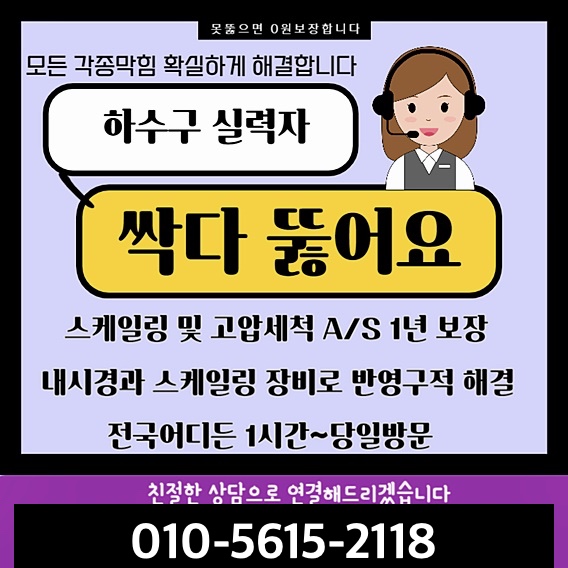 못뚫으면 0원보장합니다
모든 각종막힘 확실하게 해결합니다
하수구 실력자
싹다 뚫어요
스케일링 및 고압세척 A/S 1년 보장
내시경과 스케일링 장비로 반영구적 해결
전국어디든 1시간~당일방문
친절한 상담으로 연결해드리겠습니다
010-5615-2118